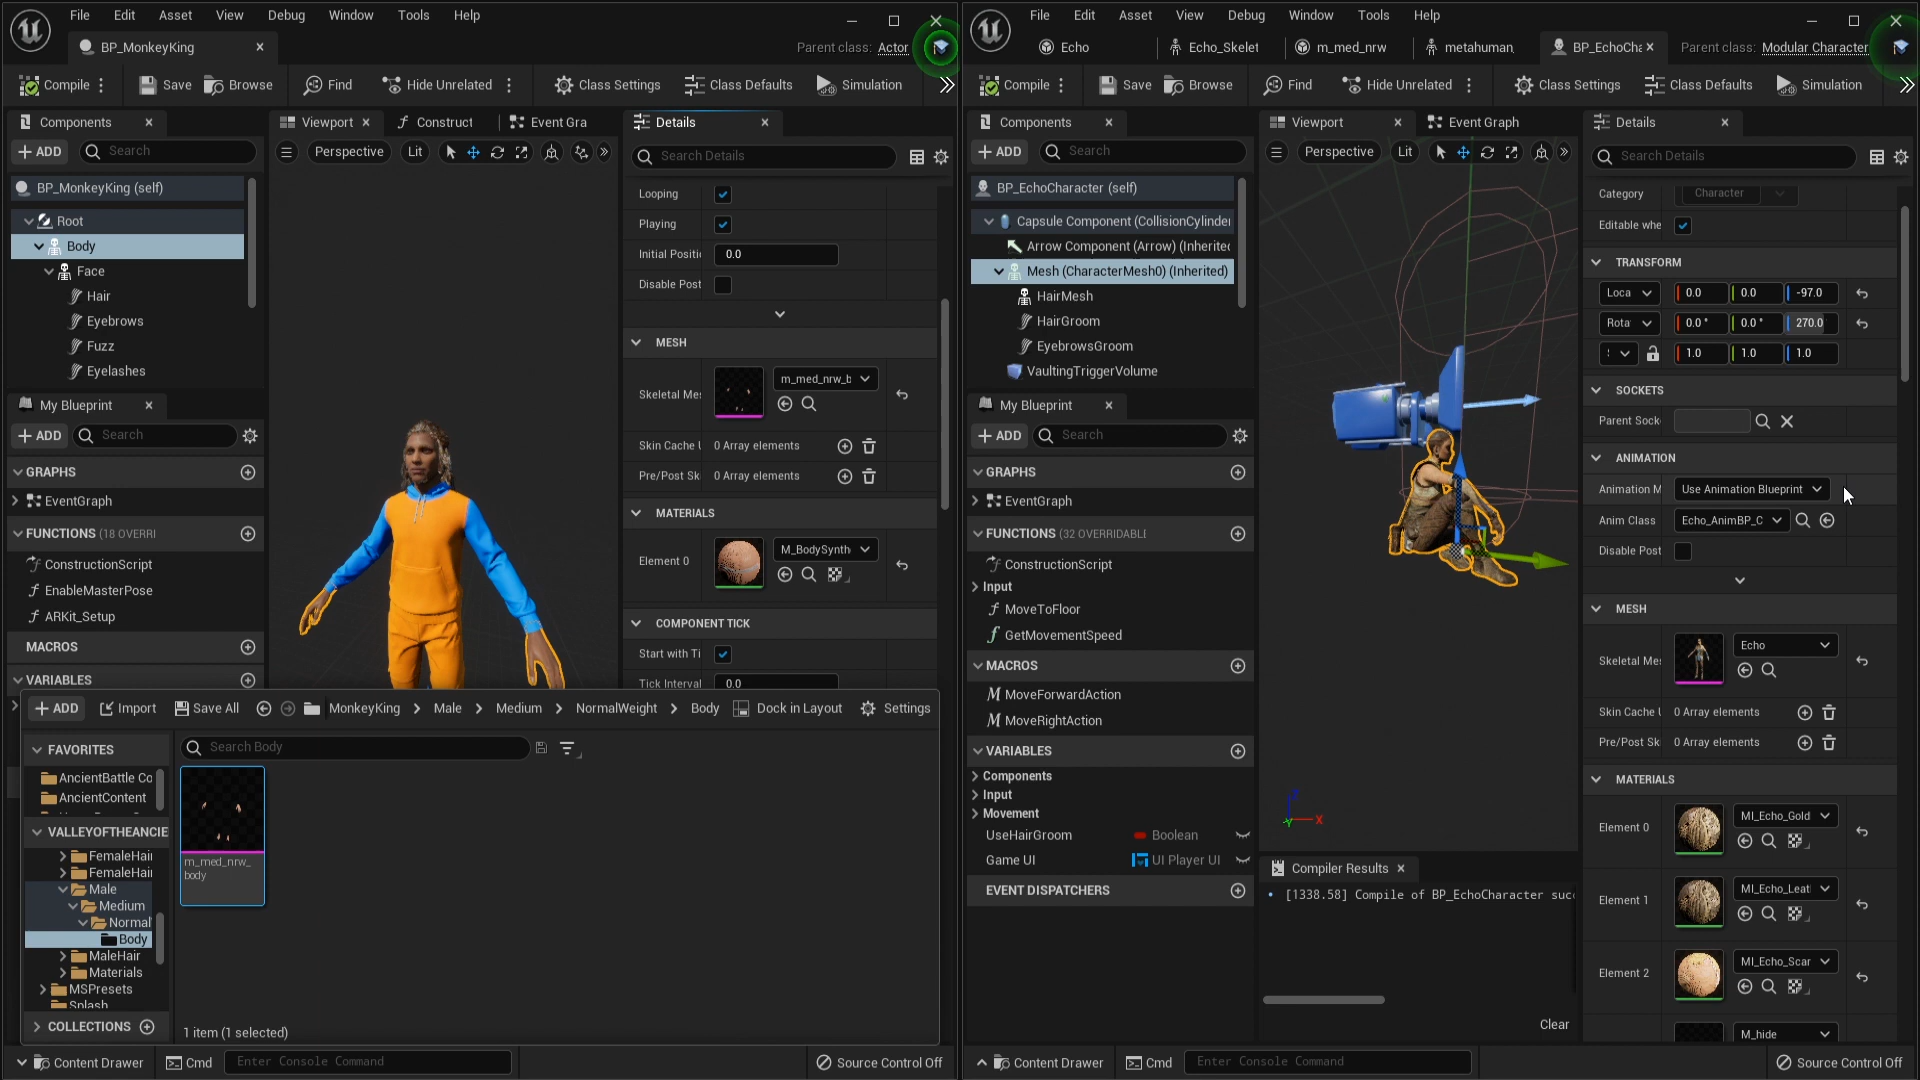 File Edit Asset View Debug Window Tools Help
BP_MonkeyKing
Parent class: Actor
Compile Save Browse Find Hide Unrelated Class Settings Class Defaults Simulation
Components
ADD Search
BP_MonkeyKing (self)
Root
Body
Face
Hair
Eyebrows
Fuzz
Eyelashes
My Blueprint
ADD Search
GRAPHS
EventGraph
FUNCTIONS (18 OVERRI
ConstructionScript
EnableMasterPose
ARKit_Setup
MACROS
VARIABLES
Viewport Construct Event Gra
Perspective Lit
Details
Search Details
Looping
Playing
Initial Positi 0.0
Disable Post
MESH
Skeletal Mes m_med_nrw_b
Skin Cache U 0 Array elements
Pre/Post Sk 0 Array elements
MATERIALS
Element 0 M_BodySynth
COMPONENT TICK
Start with Ti
Tick Interval 0.0
ADD Import Save All MonkeyKing Male Medium NormalWeight Body Dock in Layout Settings
FAVORITES
AncientBattle Co
AncientContent
VALLEYOFTHEANCIE
FemaleHair
FemaleHair
Male
Medium
Normal
Body
MaleHair
Materials
MSPresets
Splash
COLLECTIONS
Search Body
m_med_nrw_
body
1 item (1 selected)
Content Drawer Cmd Enter Console Command Source Control Off
File Edit Asset View Debug Window Tools Help
Echo Echo_Skelet m_med_nrw metahuman_ BP_EchoCha
Parent class: Modular Character
Compile Save Browse Find Hide Unrelated Class Settings Class Defaults Simulation
Components
ADD Search
BP_EchoCharacter (self)
Capsule Component (CollisionCylinder
Arrow Component (Arrow) (Inherited
Mesh (CharacterMesh0) (Inherited)
HairMesh
HairGroom
EyebrowsGroom
VaultingTriggerVolume
My Blueprint
ADD Search
GRAPHS
EventGraph
FUNCTIONS (32 OVERRIDABLE
ConstructionScript
Input
MoveToFloor
GetMovementSpeed
MACROS
MoveForwardAction
MoveRightAction
VARIABLES
Components
Input
Movement
UseHairGroom Boolean
Game UI UI Player UI
EVENT DISPATCHERS
Viewport Event Graph
Perspective Lit
Z
Y X
Compiler Results
[1338.58] Compile of BP_EchoCharacter succ
Clear
Details
Search Details
Category Character
Editable whe
TRANSFORM
Loca 0.0 0.0 -97.0
Rota 0.0 ° 0.0 ° 270.0
1.0 1.0 1.0
SOCKETS
Parent Sock
ANIMATION
Animation M Use Animation Blueprint
Anim Class Echo_AnimBP_C
Disable Post
MESH
Skeletal Mes Echo
Skin Cache U 0 Array elements
Pre/Post Sk 0 Array elements
MATERIALS
Element 0 MI_Echo_Gold
Element 1 MI_Echo_Leat
Element 2 MI_Echo_Scar
M_hide
Content Drawer Cmd Enter Console Command Source Control Off